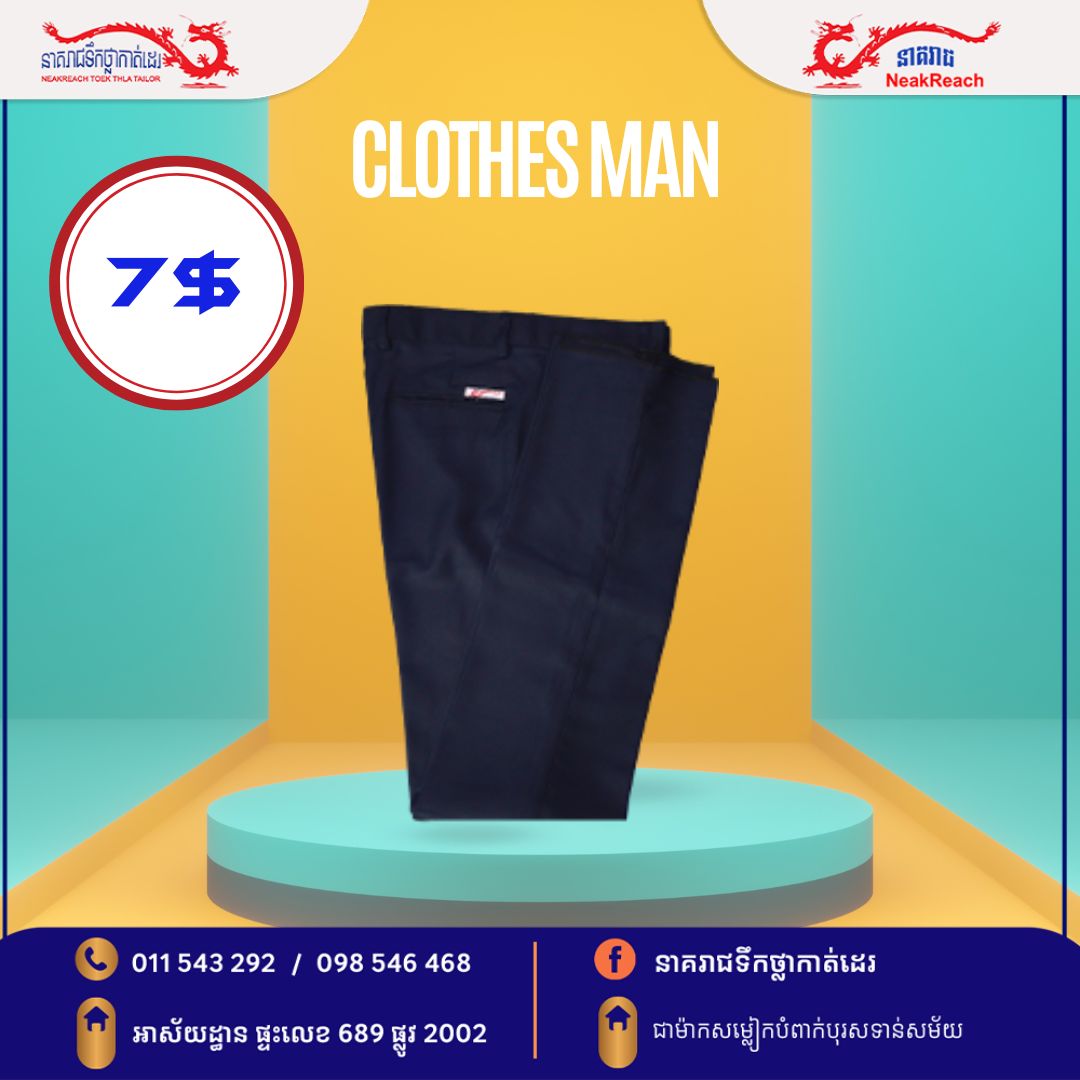 នាគរាជទឹកថ្លាកាត់ដេរ
NEAKREACH TOEK THLA TAILOR
នាគរាជ
NeakReach
CLOTHES MAN
7$
011 543 292 / 098 546 468
នាគរាជទឹកថ្លាកាត់ដេរ
អាស័យដ្ឋាន ផ្ទះលេខ 689 ផ្លូវ 2002
ជាម៉ាកសម្លៀកបំពាក់បុរសទាន់សម័យ